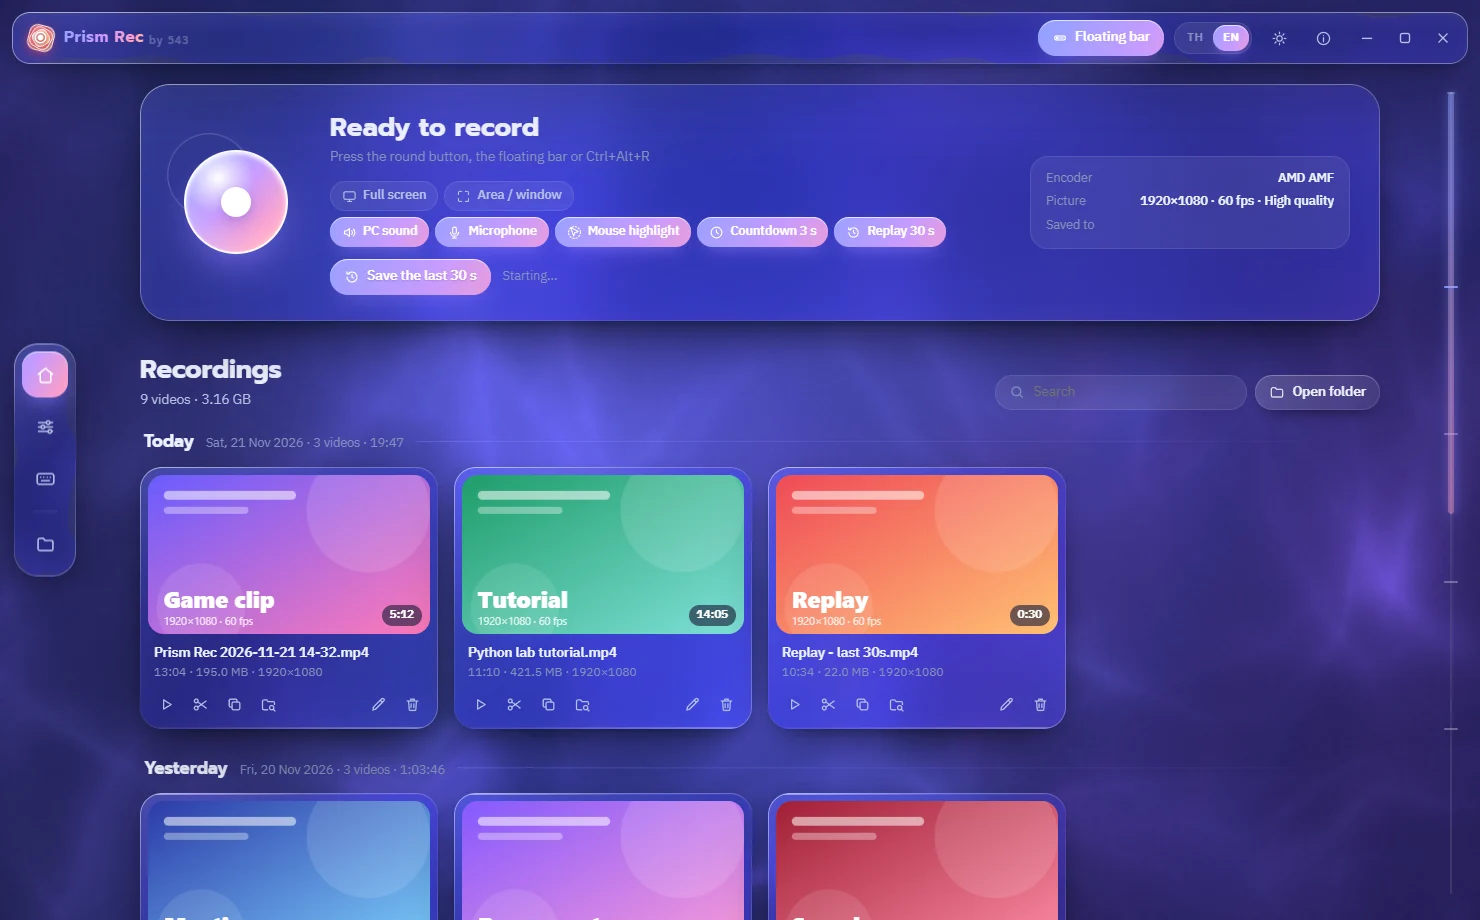 Prism Rec by 543
Floating bar
TH EN
Ready to record
Press the round button, the floating bar or Ctrl+Alt+R
Full screen
Area / window
PC sound
Microphone
Mouse highlight
Countdown 3 s
Replay 30 s
Save the last 30 s
Starting...
Encoder AMD AMF
Picture 1920×1080 · 60 fps · High quality
Saved to
Recordings
9 videos · 3.16 GB
Search
Open folder
Today Sat, 21 Nov 2026 · 3 videos · 19:47
Game clip
1920×1080 · 60 fps
5:12
Prism Rec 2026-11-21 14-32.mp4
13:04 · 195.0 MB · 1920×1080
Tutorial
1920×1080 · 60 fps
14:05
Python lab tutorial.mp4
11:10 · 421.5 MB · 1920×1080
Replay
1920×1080 · 60 fps
0:30
Replay - last 30s.mp4
10:34 · 22.0 MB · 1920×1080
Yesterday Fri, 20 Nov 2026 · 3 videos · 1:03:46